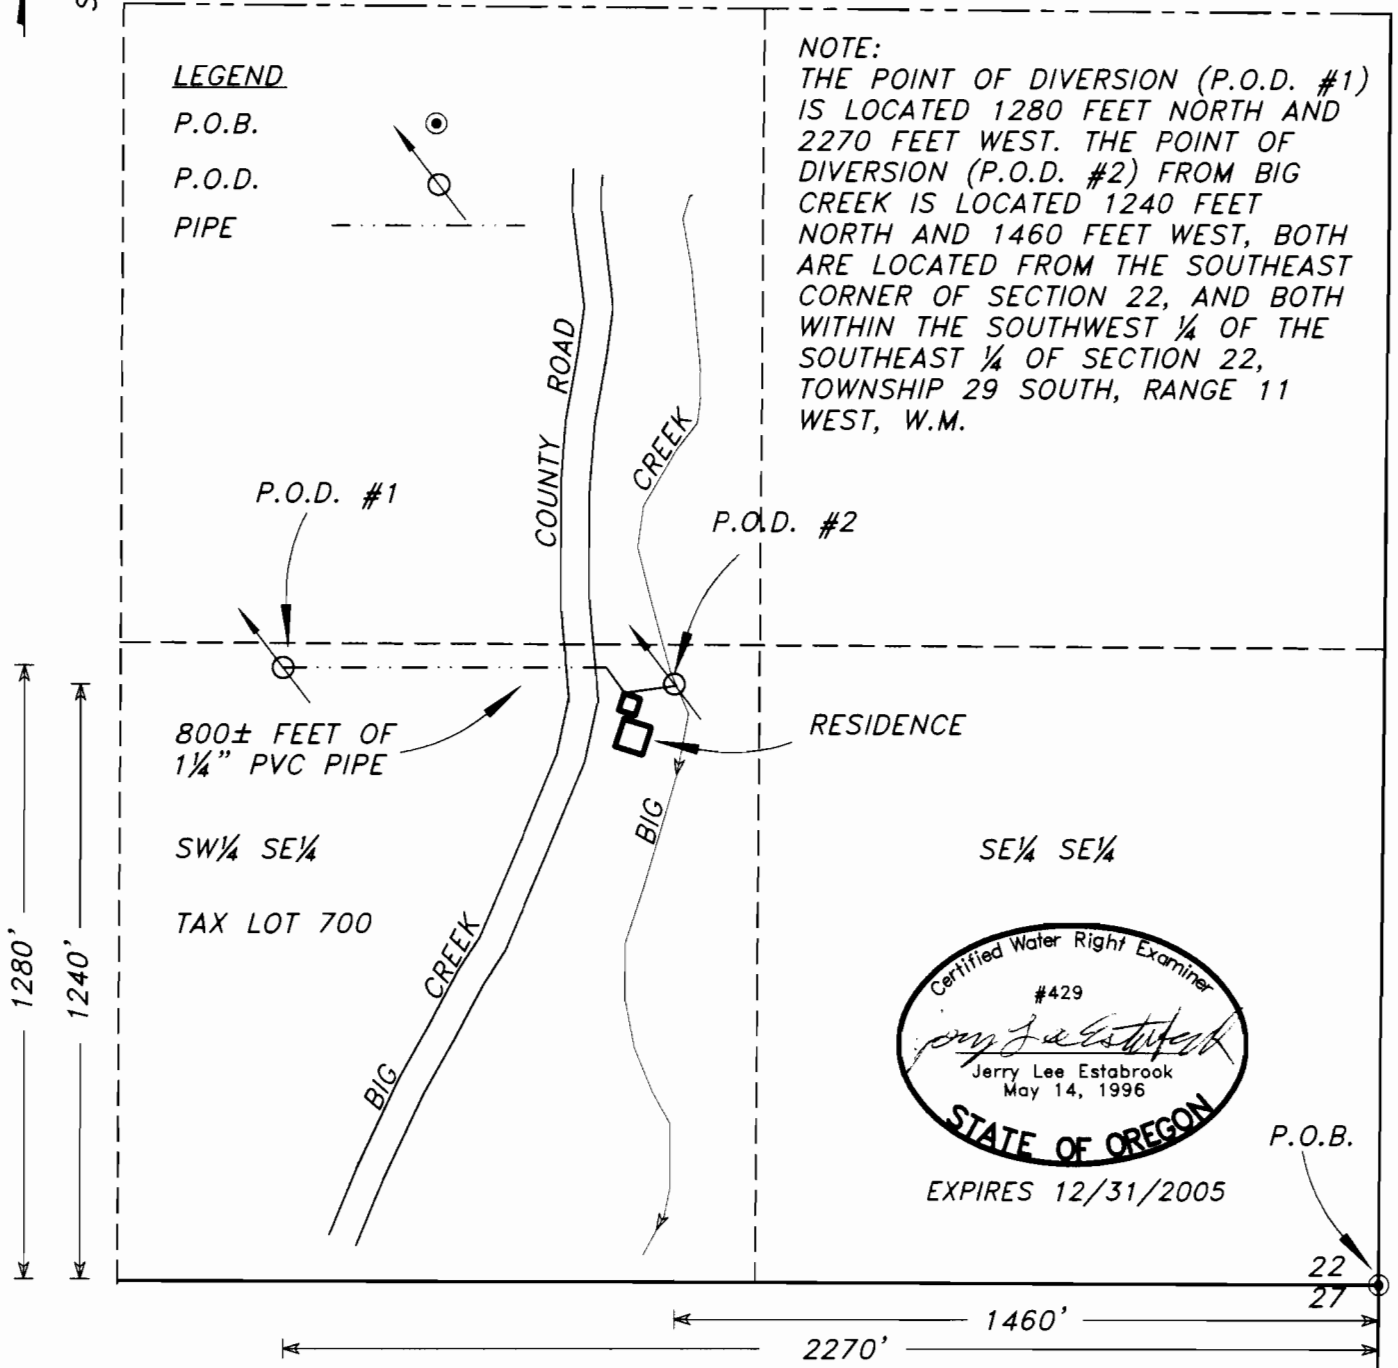 S
LEGEND
P.O.B.
P.O.D.
PIPE
NOTE:
THE POINT OF DIVERSION (P.O.D. #1)
IS LOCATED 1280 FEET NORTH AND
2270 FEET WEST. THE POINT OF
DIVERSION (P.O.D. #2) FROM BIG
CREEK IS LOCATED 1240 FEET
NORTH AND 1460 FEET WEST, BOTH
ARE LOCATED FROM THE SOUTHEAST
CORNER OF SECTION 22, AND BOTH
WITHIN THE SOUTHWEST ¼ OF THE
SOUTHEAST ¼ OF SECTION 22,
TOWNSHIP 29 SOUTH, RANGE 11
WEST, W.M.
COUNTY ROAD
CREEK
P.O.D. #1
P.O.D. #2
800± FEET OF
1¼" PVC PIPE
RESIDENCE
BIG
SW¼ SE¼
SE¼ SE¼
TAX LOT 700
BIG CREEK
1280'
1240'
Certified Water Right Examiner
#429
Jerry Lee Estabrook
Jerry Lee Estabrook
May 14, 1996
STATE OF OREGON
EXPIRES 12/31/2005
P.O.B.
22
27
1460'
2270'